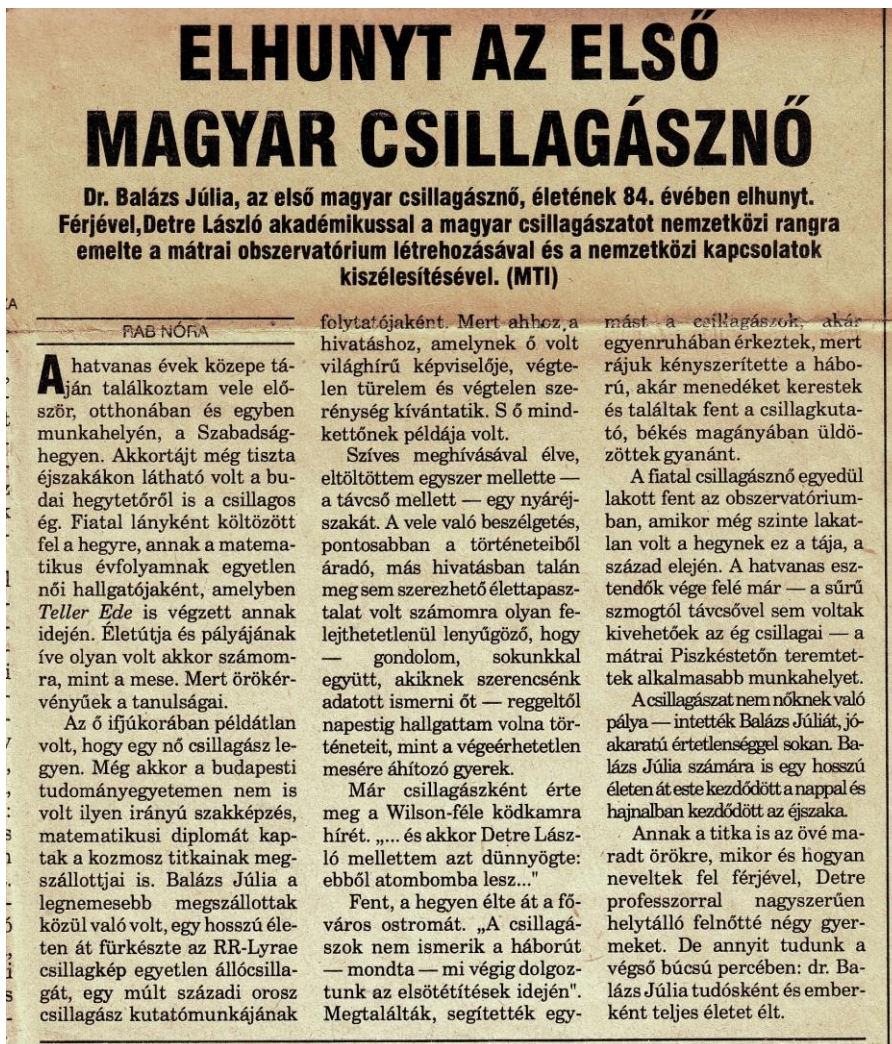 ELHUNYT AZ ELSŐ
MAGYAR CSILLAGÁSZNŐ
Dr. Balázs Júlia, az első magyar csillagásznő, életének 84. évében elhunyt.
Férjével,Detre László akadémikussal a magyar csillagászatot nemzetközi rangra
emelte a mátrai obszervatórium létrehozásával és a nemzetközi kapcsolatok
kiszélesítésével. (MTI)
RAB NÓRA
A hatvanas évek közepe tá-
ján találkoztam vele elő-
ször, otthonában és egyben
munkahelyén, a Szabadság-
hegyen. Akkortájt még tiszta
éjszakákon látható volt a bu-
dai hegytetőről is a csillagos
ég. Fiatal lányként költözött
fel a hegyre, annak a matema-
tikus évfolyamnak egyetlen
női hallgatójaként, amelyben
Teller Ede is végzett annak
idején. Életútja és pályájának
íve olyan volt akkor számom-
ra, mint a mese. Mert örökér-
vényűek a tanulságai.
Az ő ifjúkorában példátlan
volt, hogy egy nő csillagász le-
gyen. Még akkor a budapesti
tudományegyetemen nem is
volt ilyen irányú szakképzés,
matematikusi diplomát kap-
tak a kozmosz titkainak meg-
szállottjai is. Balázs Júlia a
legnemesebb megszállottak
közül való volt, egy hosszú éle-
ten át fürkészte az RR-Lyrae
csillagkép egyetlen állócsilla-
gát, egy múlt századi orosz
csillagász kutatómunkájának
folytatójaként. Mert ahhoz a
hivatáshoz, amelynek ő volt
világhírű képviselője, végte-
len türelem és végtelen sze-
rénység kívántatik. S ő mind-
kettőnek példája volt.
Szíves meghívásával élve,
eltöltöttem egyszer mellette —
a távcső mellett — egy nyáréj-
szakát. A vele való beszélgetés,
pontosabban a történeteiből
áradó, más hivatásban talán
meg sem szerezhető élettapasz-
talat volt számomra olyan fe-
lejthetetlenül lenyűgöző, hogy
— gondolom, sokunkkal
együtt, akiknek szerencsénk
adatott ismerni őt — reggeltől
napestig hallgattam volna tör-
téneteit, mint a végeérhetetlen
mesére áhítozó gyerek.
Már csillagászként érte
meg a Wilson-féle ködkamra
hírét. „... és akkor Detre Lász-
ló mellettem azt dünnyögte:
ebből atombomba lesz..."
Fent, a hegyen élte át a fő-
város ostromát. „A csillagá-
szok nem ismerik a háborút
— mondta — mi végig dolgoz-
tunk az elsötétítések idején".
Megtalálták, segítették egy-
mást a csillagászok, akár
egyenruhában érkeztek, mert
rájuk kényszerítette a hábo-
rú, akár menedéket kerestek
és találtak fent a csillagkuta-
tó, békés magányában üldö-
zöttek gyanánt.
A fiatal csillagásznő egyedül
lakott fent az obszervatórium-
ban, amikor még szinte lakat-
lan volt a hegynek ez a tája, a
század elején. A hatvanas esz-
tendők vége felé már — a sűrű
szmogtól távcsővel sem voltak
kivehetőek az ég csillagai — a
mátrai Piszkéstetőn teremtet-
tek alkalmasabb munkahelyet.
A csillagászat nem nőknek való
pálya — intették Balázs Júliát, jó-
akaratú értetlenséggel sokan. Ba-
lázs Júlia számára is egy hosszú
életen át este kezdődött a nappal és
hajnalban kezdődött az éjszaka.
Annak a titka is az övé ma-
radt örökre, mikor és hogyan
neveltek fel férjével, Detre
professzorral nagyszerűen
helytálló felnőtté négy gyer-
meket. De annyit tudunk a
végső búcsú percében: dr. Ba-
lázs Júlia tudósként és ember-
ként teljes életet élt.